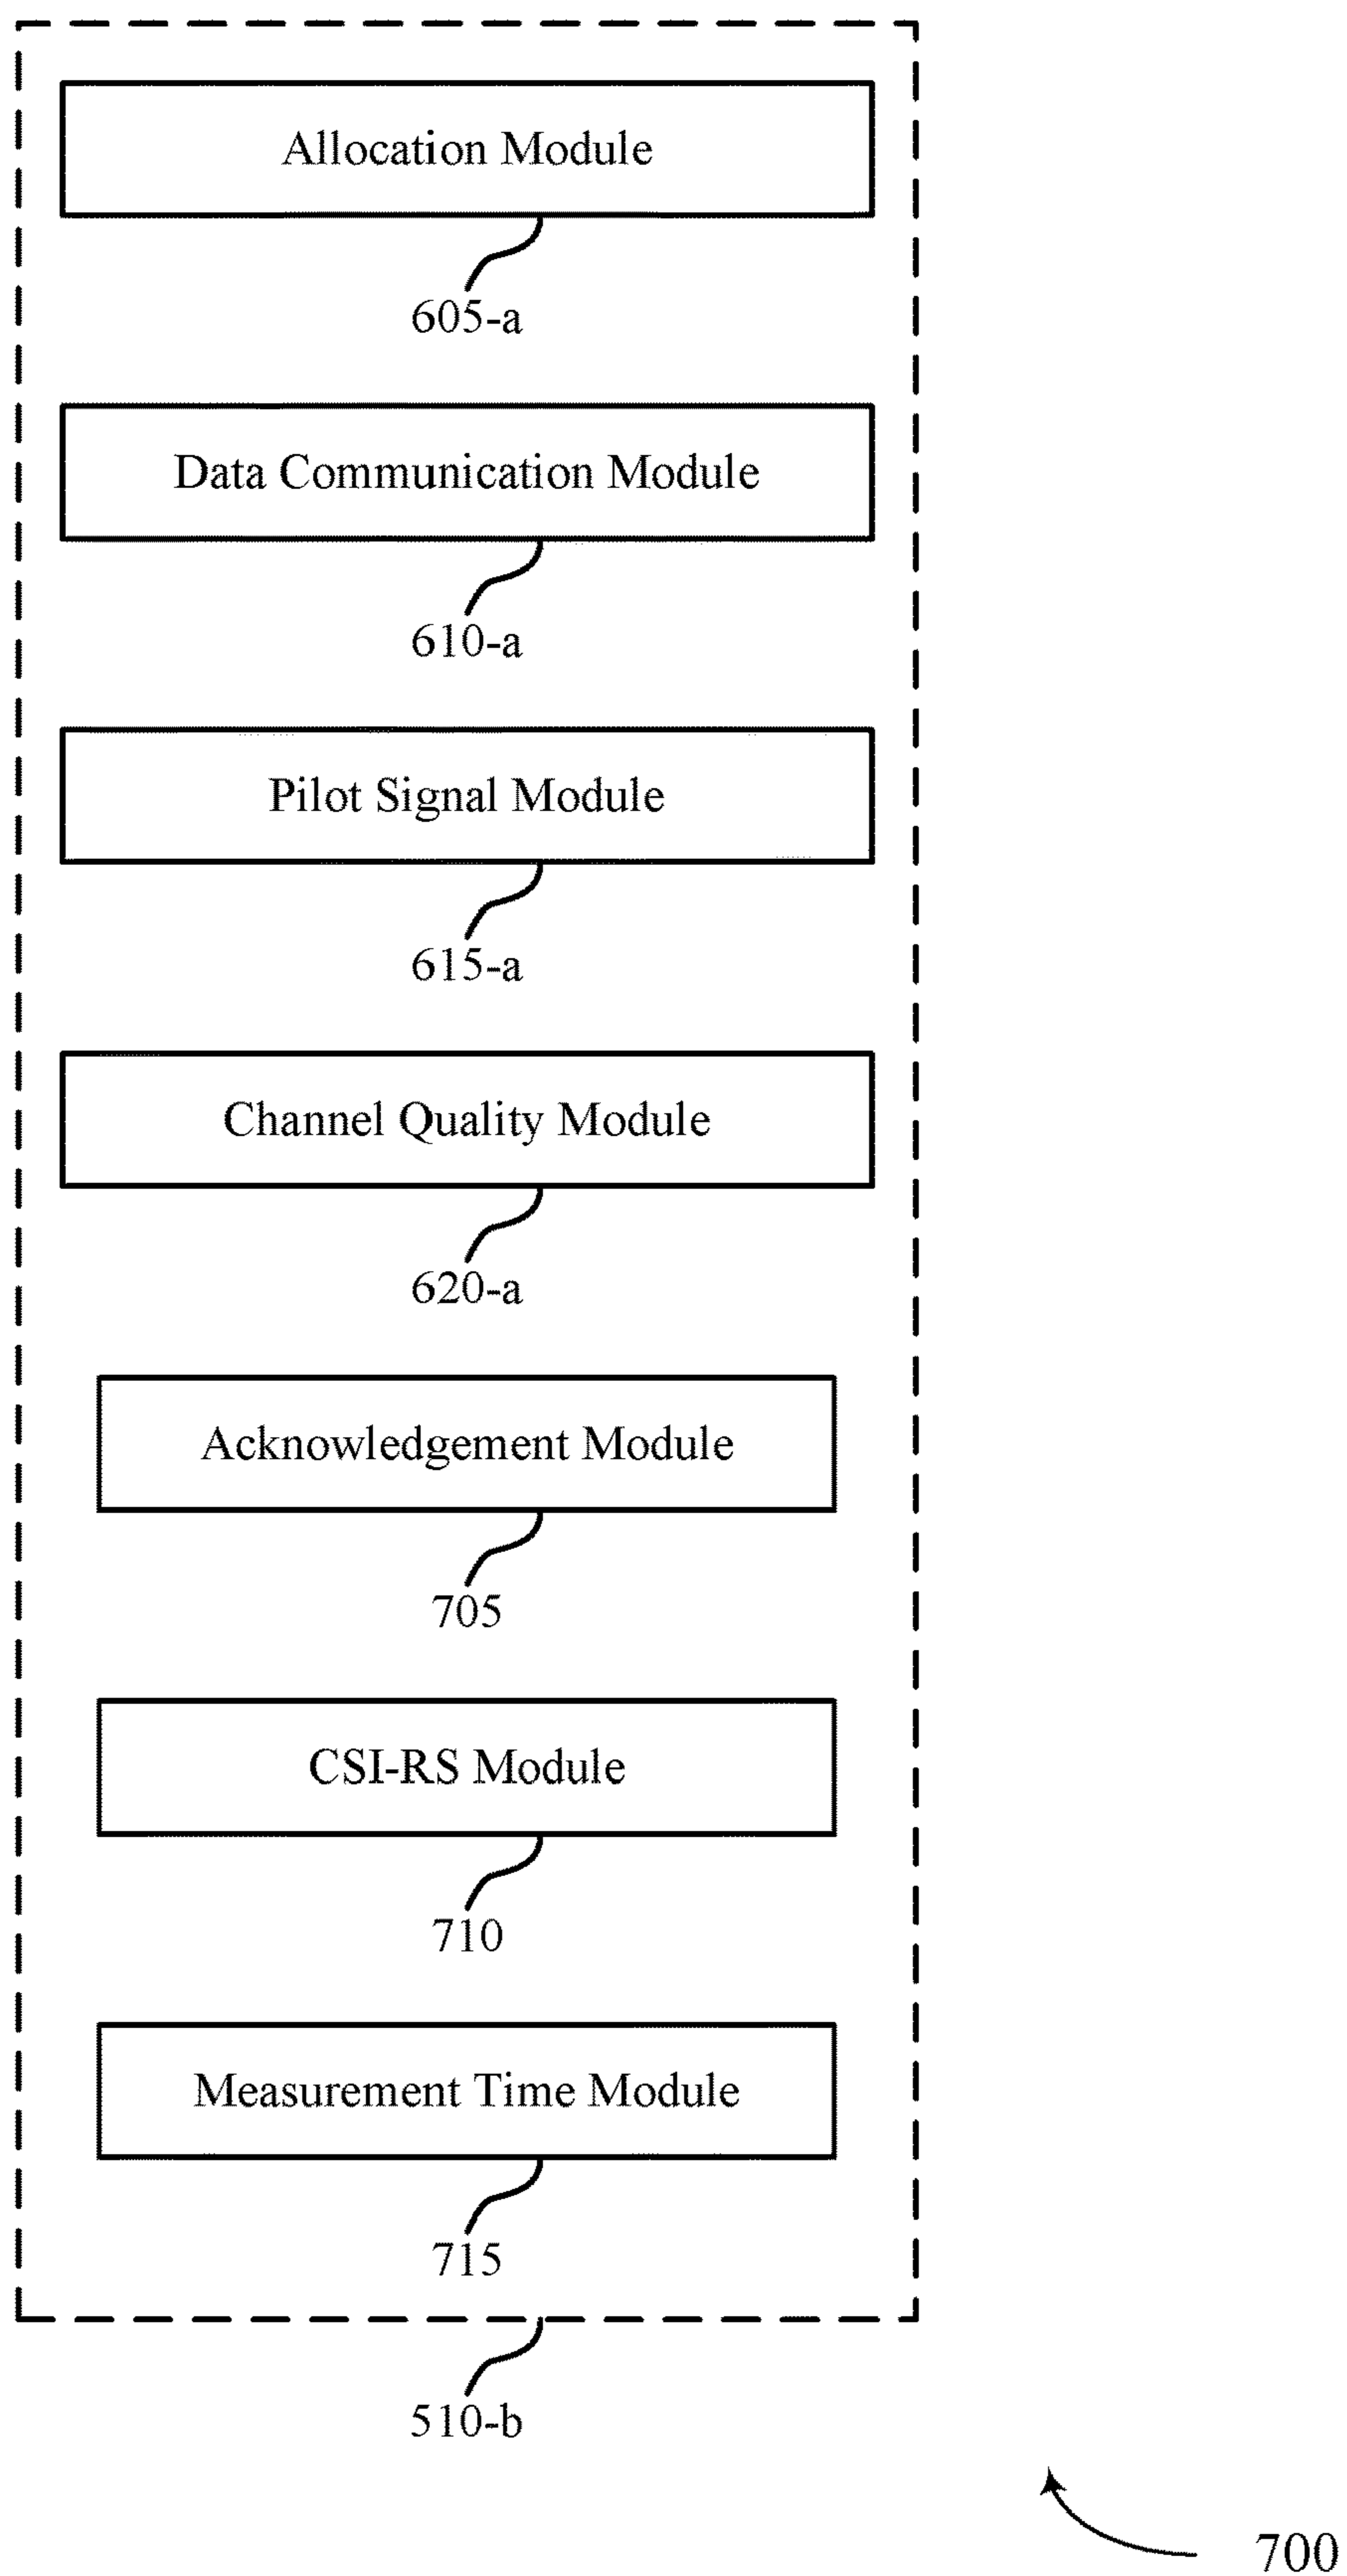 Allocation Module
605-a
Data Communication Module
610-a
Pilot Signal Module
615-a
Channel Quality Module
620-a
Acknowledgement Module
705
CSI-RS Module
710
Measurement Time Module
715
510-b
700